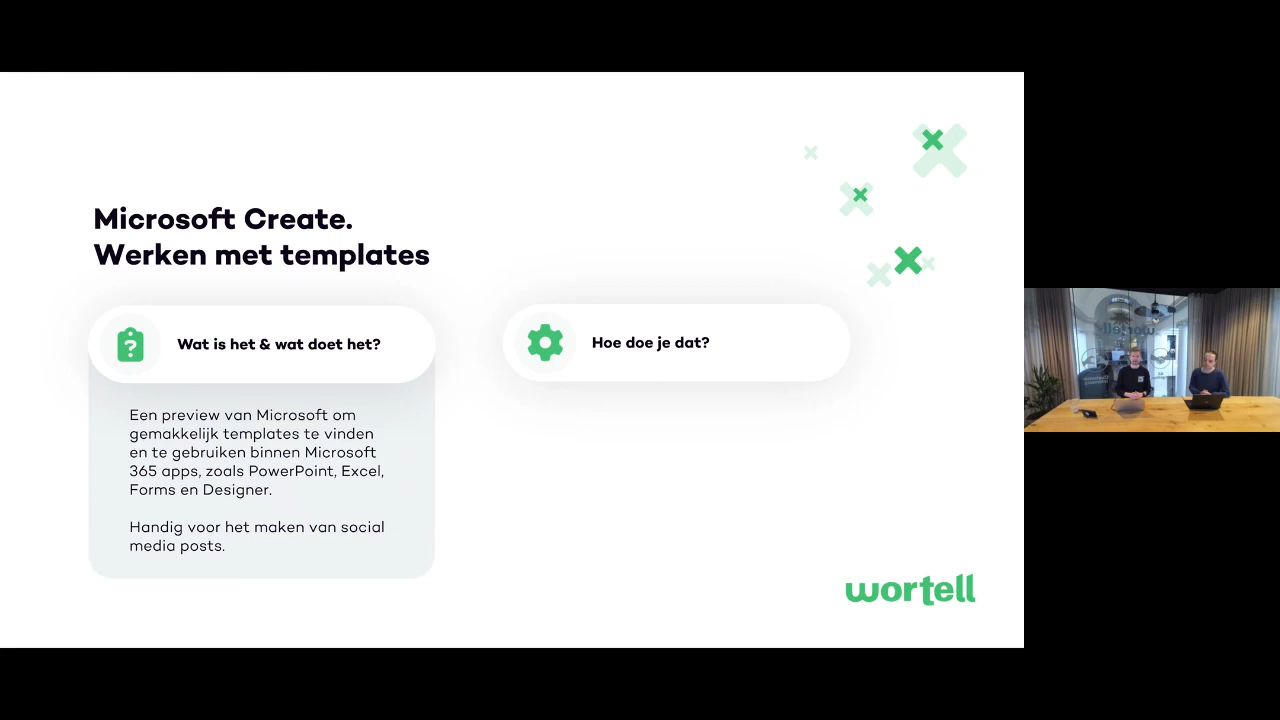 Microsoft Create.
Werken met templates
Wat is het & wat doet het?
Hoe doe je dat?
Een preview van Microsoft om
gemakkelijk templates te vinden
en te gebruiken binnen Microsoft
365 apps, zoals PowerPoint, Excel,
Forms en Designer.
Handig voor het maken van social
media posts.
wortell